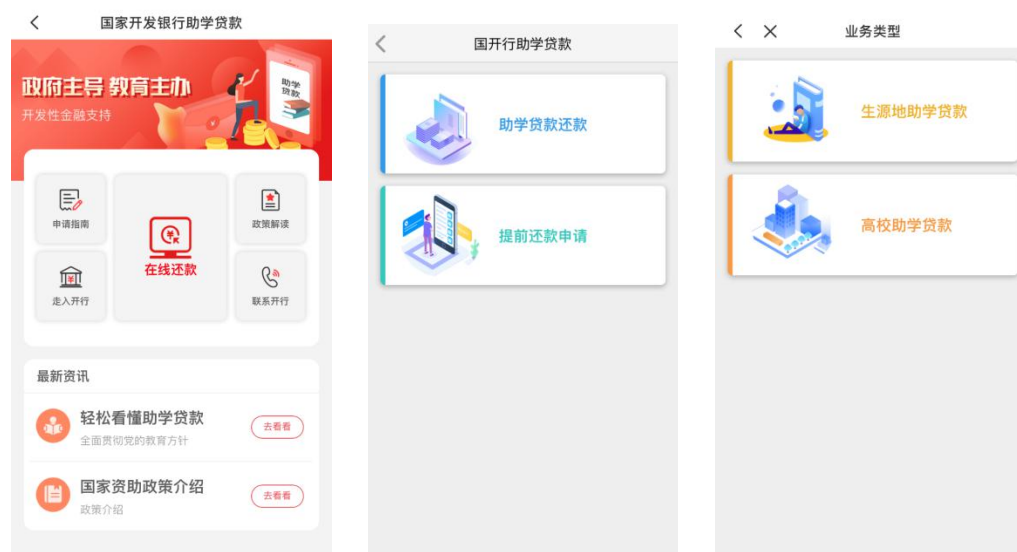 国家开发银行助学贷款
政府主导 教育主办
开发性金融支持
助学
贷款
申请指南
政策解读
在线还款
走入开行
联系开行
最新资讯
轻松看懂助学贷款
全面贯彻党的教育方针
去看看
国家资助政策介绍
政策介绍
去看看
国开行助学贷款
助学贷款还款
提前还款申请
业务类型
生源地助学贷款
高校助学贷款